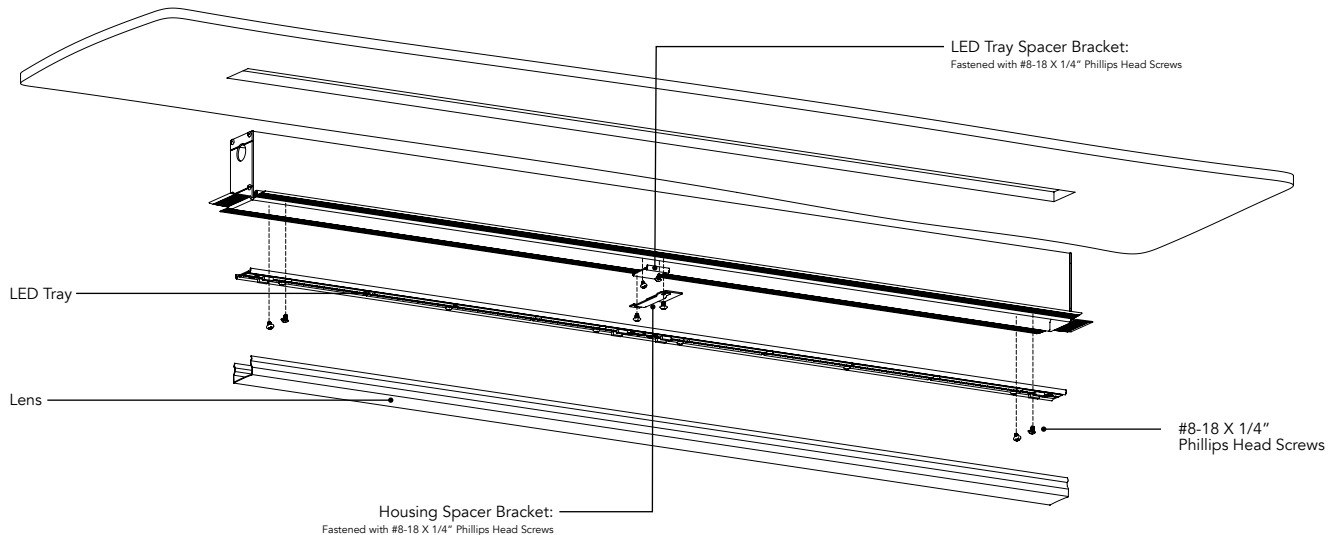 LED Tray Spacer Bracket:
Fastened with #8-18 X 1/4" Phillips Head Screws
LED Tray
Lens
#8-18 X 1/4"
Phillips Head Screws
Housing Spacer Bracket:
Fastened with #8-18 X 1/4" Phillips Head Screws